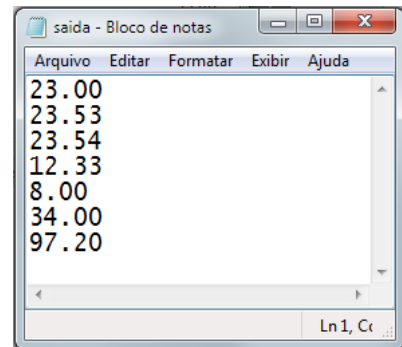 saida - Bloco de notas
Arquivo Editar Formatar Exibir Ajuda
23.00
23.53
23.54
12.33
8.00
34.00
97.20
Ln 1, Co